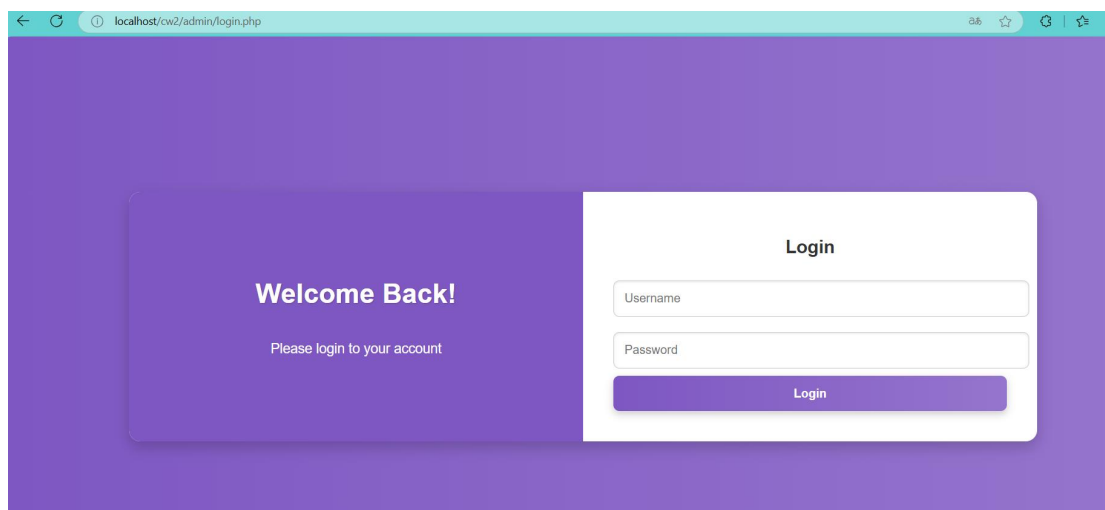 localhost/cw2/admin/login.php
Welcome Back!
Please login to your account
Login
Username
Password
Login